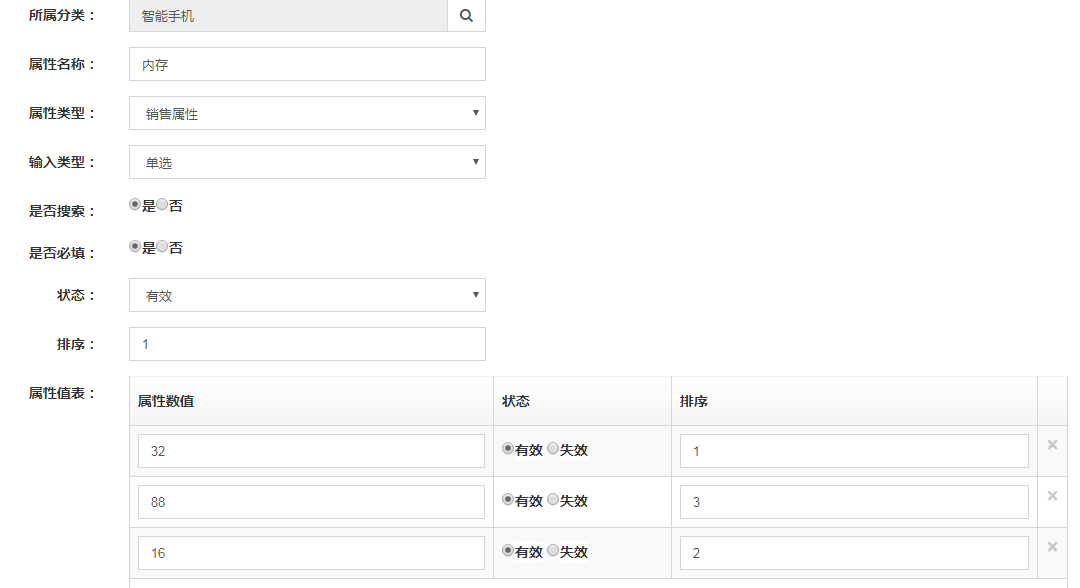 所属分类： 智能手机
属性名称： 内存
属性类型： 销售属性
输入类型： 单选
是否搜索： 是 否
是否必填： 是 否
状态： 有效
排序： 1
属性值表： 属性数值 状态 排序
32 有效 失效 1
88 有效 失效 3
16 有效 失效 2